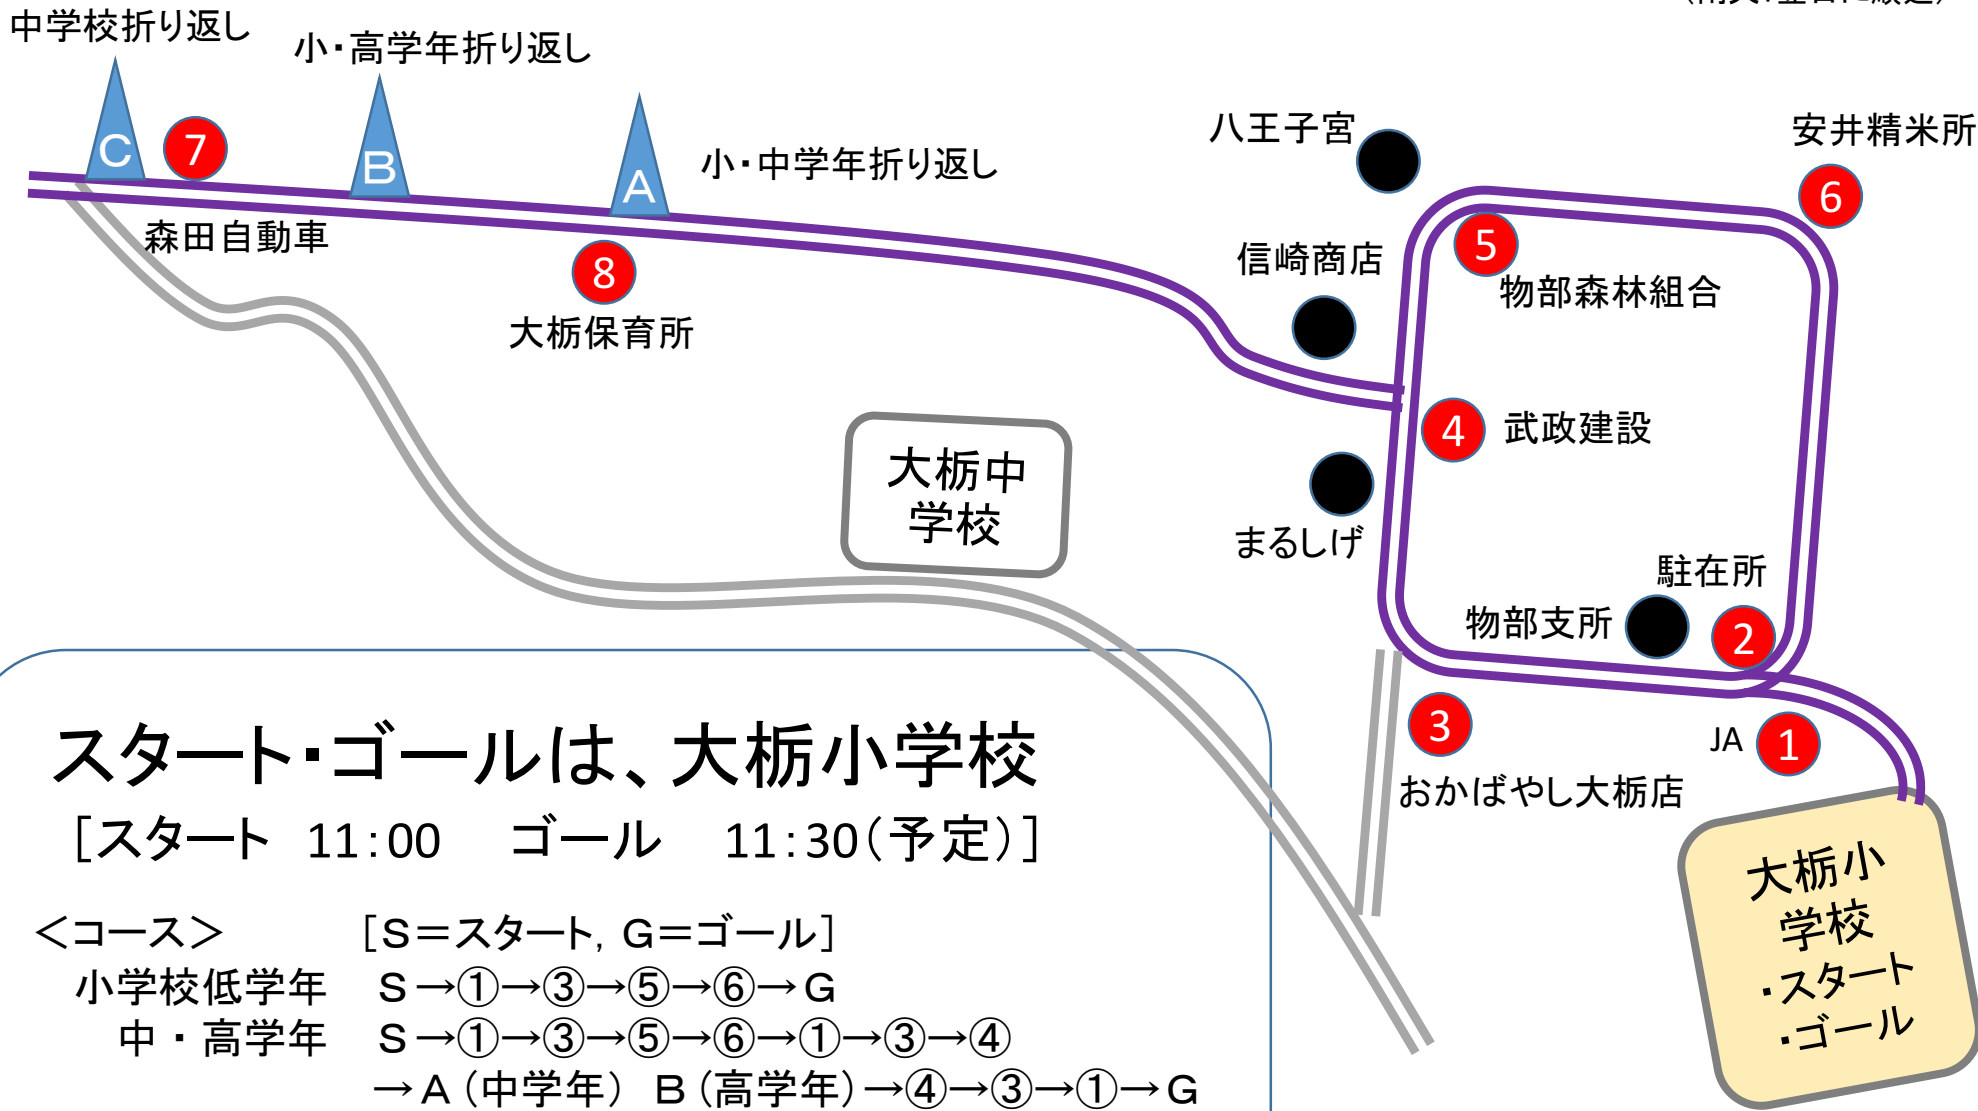 中学校折り返し
小・高学年折り返し
小・中学年折り返し
C
7
B
A
森田自動車
8
大栃保育所
八王子宮
安井精米所
6
5
信崎商店
物部森林組合
4
武政建設
まるしげ
大栃中
学校
駐在所
物部支所
2
3
JA
1
おかばやし大栃店
大栃小
学校
・スタート
・ゴール
スタート・ゴールは、大栃小学校
[スタート 11:00 ゴール 11:30(予定)]
<コース> [S=スタート, G=ゴール]
小学校低学年 S→①→③→⑤→⑥→G
中・高学年 S→①→③→⑤→⑥→①→③→④
→A(中学年) B(高学年)→④→③→①→G